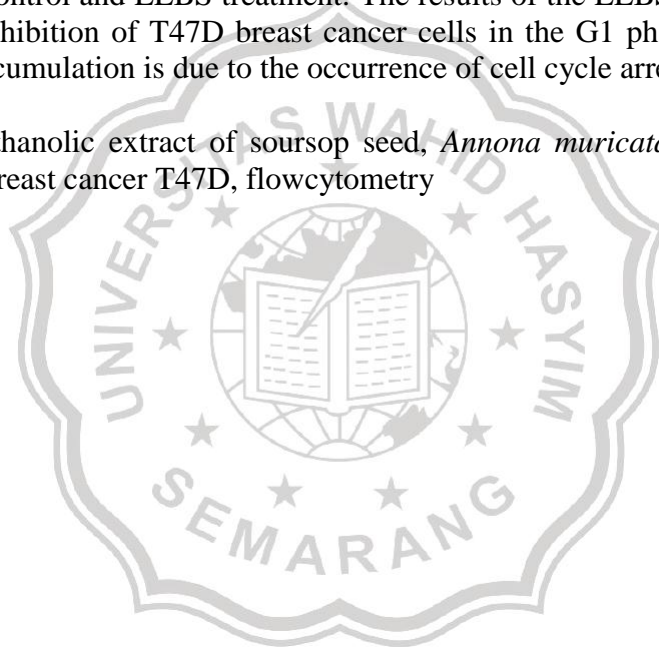 ontrol and EEBS treatment. The results of the EEBS
hibition of T47D breast cancer cells in the G1 ph
cumulation is due to the occurrence of cell cycle arre
thanolic extract of soursop seed, Annona muricata
reast cancer T47D, flowcytometry
UNIVERSITAS WAHID HASYIM
SEMARANG